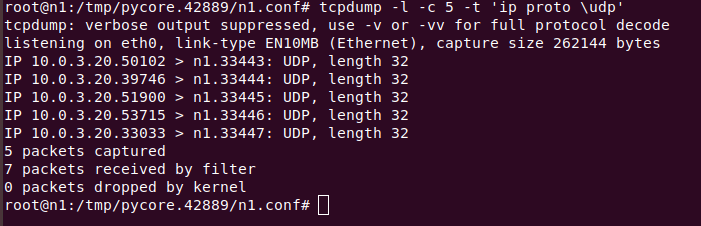 root@n1:/tmp/pycore.42889/n1.conf# tcpdump -l -c 5 -t 'ip proto \udp'
tcpdump: verbose output suppressed, use -v or -vv for full protocol decode
listening on eth0, link-type EN10MB (Ethernet), capture size 262144 bytes
IP 10.0.3.20.50102 > n1.33443: UDP, length 32
IP 10.0.3.20.39746 > n1.33444: UDP, length 32
IP 10.0.3.20.51900 > n1.33445: UDP, length 32
IP 10.0.3.20.53715 > n1.33446: UDP, length 32
IP 10.0.3.20.33033 > n1.33447: UDP, length 32
5 packets captured
7 packets received by filter
0 packets dropped by kernel
root@n1:/tmp/pycore.42889/n1.conf#